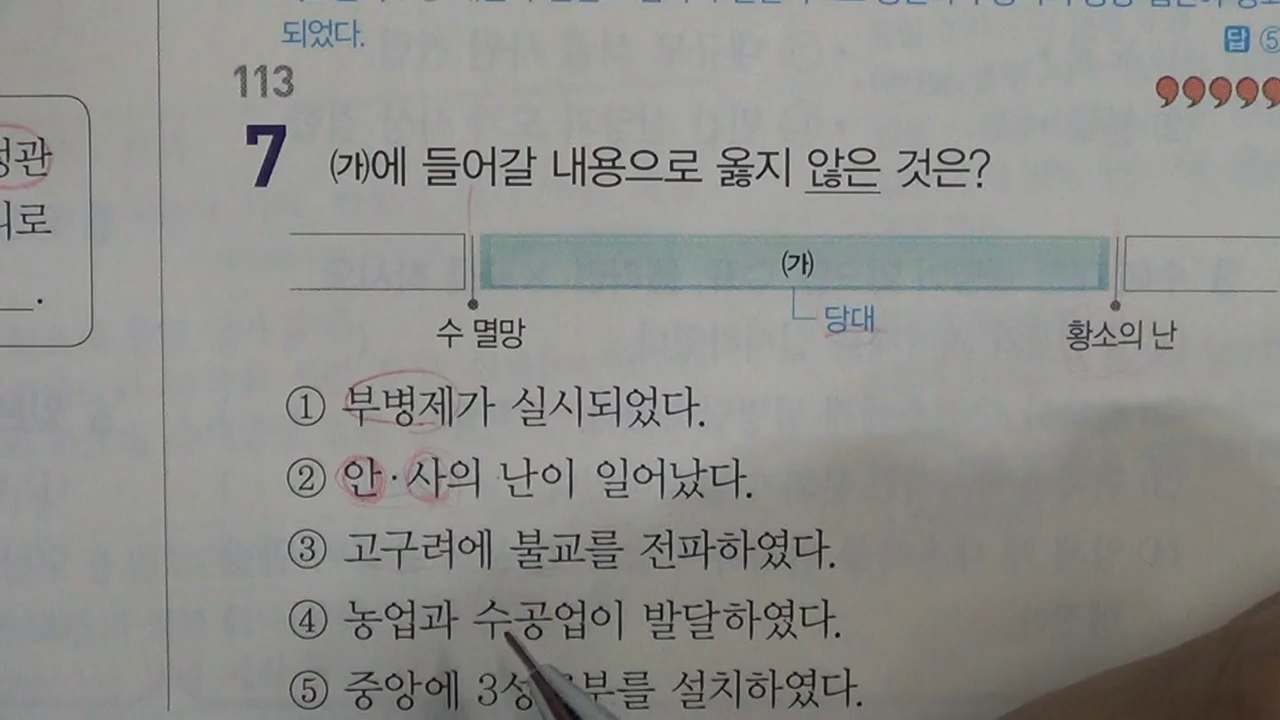 되었다.
답 ⑤
113
7 ㈎에 들어갈 내용으로 옳지 않은 것은?
㈎
당대
수 멸망
황소의 난
① 부병제가 실시되었다.
② 안·사의 난이 일어났다.
③ 고구려에 불교를 전파하였다.
④ 농업과 수공업이 발달하였다.
⑤ 중앙에 3성 부를 설치하였다.